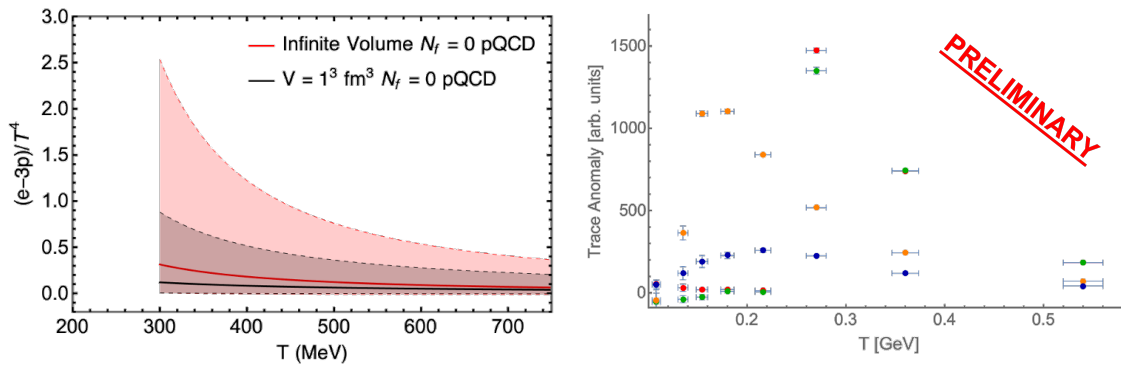 3.0
2.5
2.0
1.5
1.0
0.5
0.0
(e-3p)/T⁴
Infinite Volume N_f = 0 pQCD
V = 1³ fm³ N_f = 0 pQCD
200 300 400 500 600 700
T (MeV)
1500
1000
500
0
Trace Anomaly [arb. units]
PRELIMINARY
0.2 0.3 0.4 0.5
T [GeV]